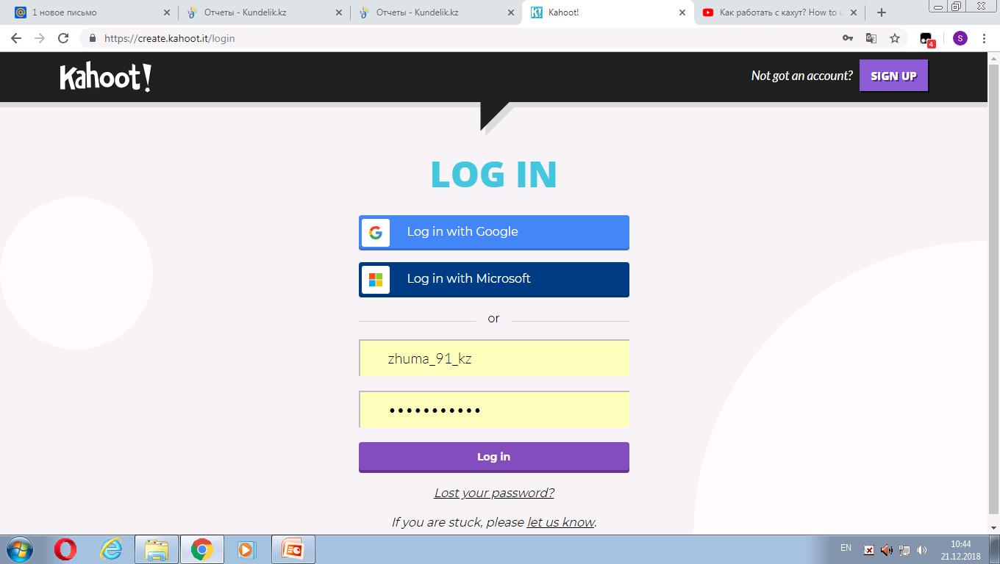 1 новое письмо
Отчеты - Kundelik.kz
Отчеты - Kundelik.kz
Kahoot!
Как работать с кахут? How to u
https://create.kahoot.it/login
4
S
Kahoot!
Not got an account?
SIGN UP
LOG IN
Log in with Google
Log in with Microsoft
or
zhuma_91_kz
•••••••••••
Log in
Lost your password?
If you are stuck, please let us know.
EN
10:44
21.12.2018